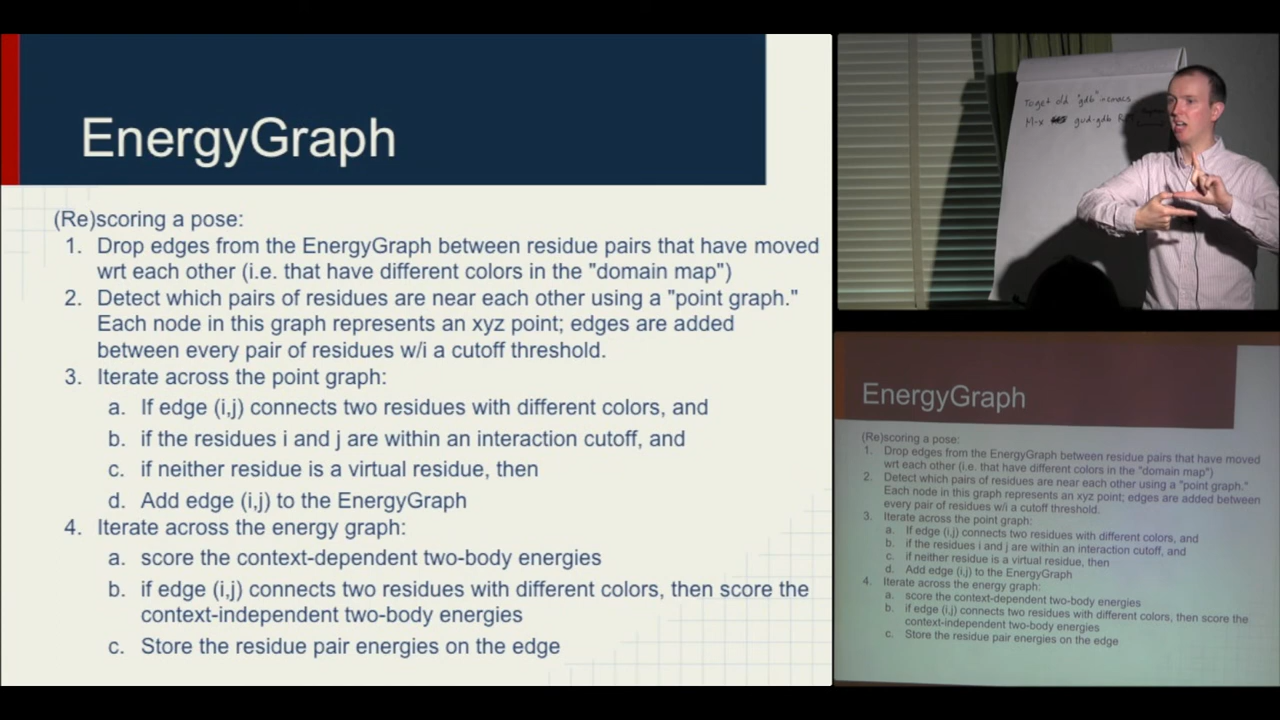 EnergyGraph
(Re)scoring a pose:
1. Drop edges from the EnergyGraph between residue pairs that have moved
wrt each other (i.e. that have different colors in the "domain map")
2. Detect which pairs of residues are near each other using a "point graph."
Each node in this graph represents an xyz point; edges are added
between every pair of residues w/i a cutoff threshold.
3. Iterate across the point graph:
a. If edge (i,j) connects two residues with different colors, and
b. if the residues i and j are within an interaction cutoff, and
c. if neither residue is a virtual residue, then
d. Add edge (i,j) to the EnergyGraph
4. Iterate across the energy graph:
a. score the context-dependent two-body energies
b. if edge (i,j) connects two residues with different colors, then score the
context-independent two-body energies
c. Store the residue pair energies on the edge
Target old "gdb" in emacs
M-x gud-gdb
EnergyGraph
(Re)scoring a pose:
1. Drop edges from the EnergyGraph between residue pairs that have moved
wrt each other (i.e. that have different colors in the "domain map")
2. Detect which pairs of residues are near each other using a "point graph."
Each node in this graph represents an xyz point; edges are added between
every pair of residues w/i a cutoff threshold.
3. Iterate across the point graph:
a. If edge (i,j) connects two residues with different colors, and
b. if the residues i and j are within an interaction cutoff, and
c. if neither residue is a virtual residue, then
d. Add edge (i,j) to the EnergyGraph
4. Iterate across the energy graph:
a. score the context-dependent two-body energies
b. if edge (i,j) connects two residues with different colors, then score the
context-independent two-body energies
c. Store the residue pair energies on the edge